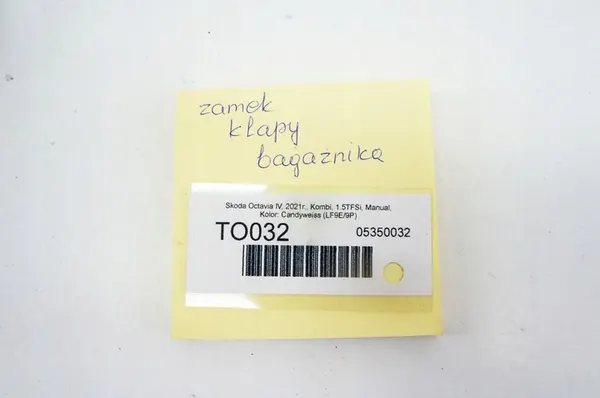 zamek
klapy
bagażnika
Skoda Octavia IV, 2021r., Kombi, 1.5TFSi, Manual,
Kolor: Candyweiss (LF9E/9P)
TO032 05350032